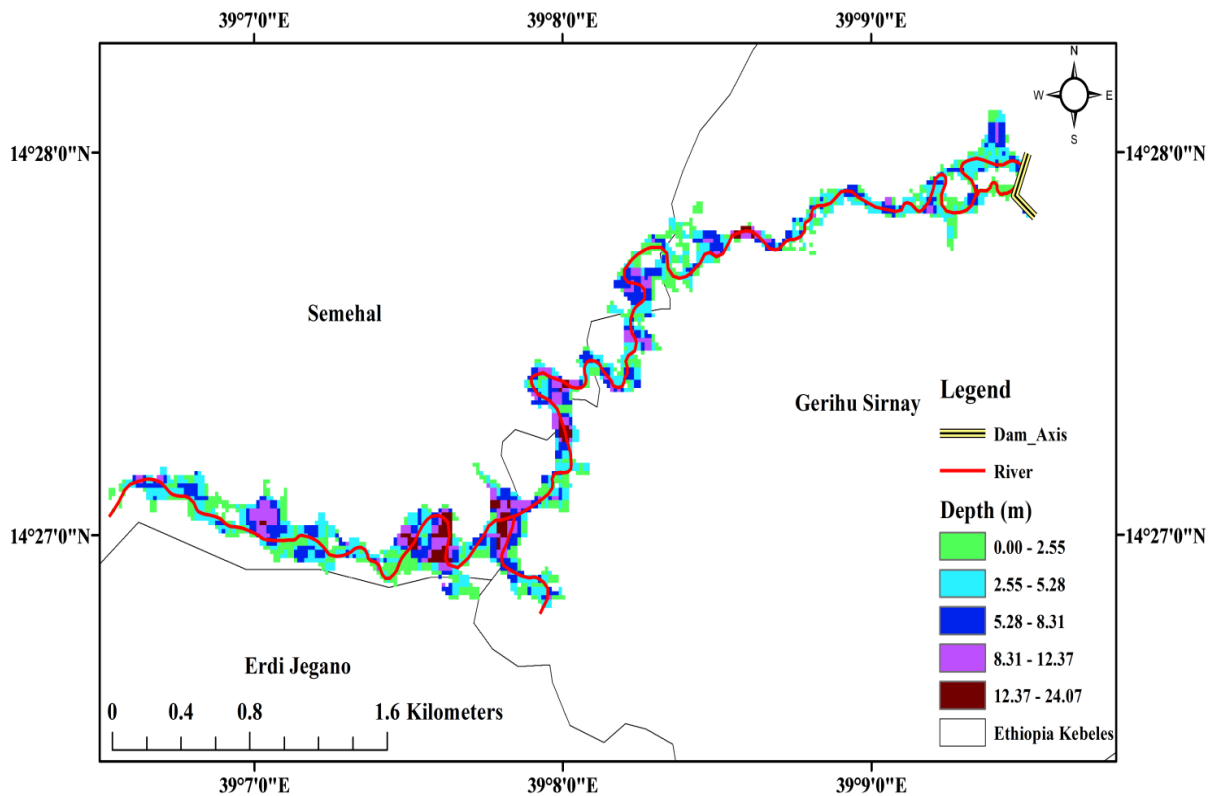 39°7'0"E 39°8'0"E 39°9'0"E
N
W E
S
14°28'0"N 14°28'0"N
Semehal
Gerihu Sirnay
Legend
Dam_Axis
River
Depth (m)
14°27'0"N 14°27'0"N
0.00 - 2.55
2.55 - 5.28
5.28 - 8.31
8.31 - 12.37
12.37 - 24.07
Ethiopia Kebeles
Erdi Jegano
0 0.4 0.8 1.6 Kilometers
39°7'0"E 39°8'0"E 39°9'0"E